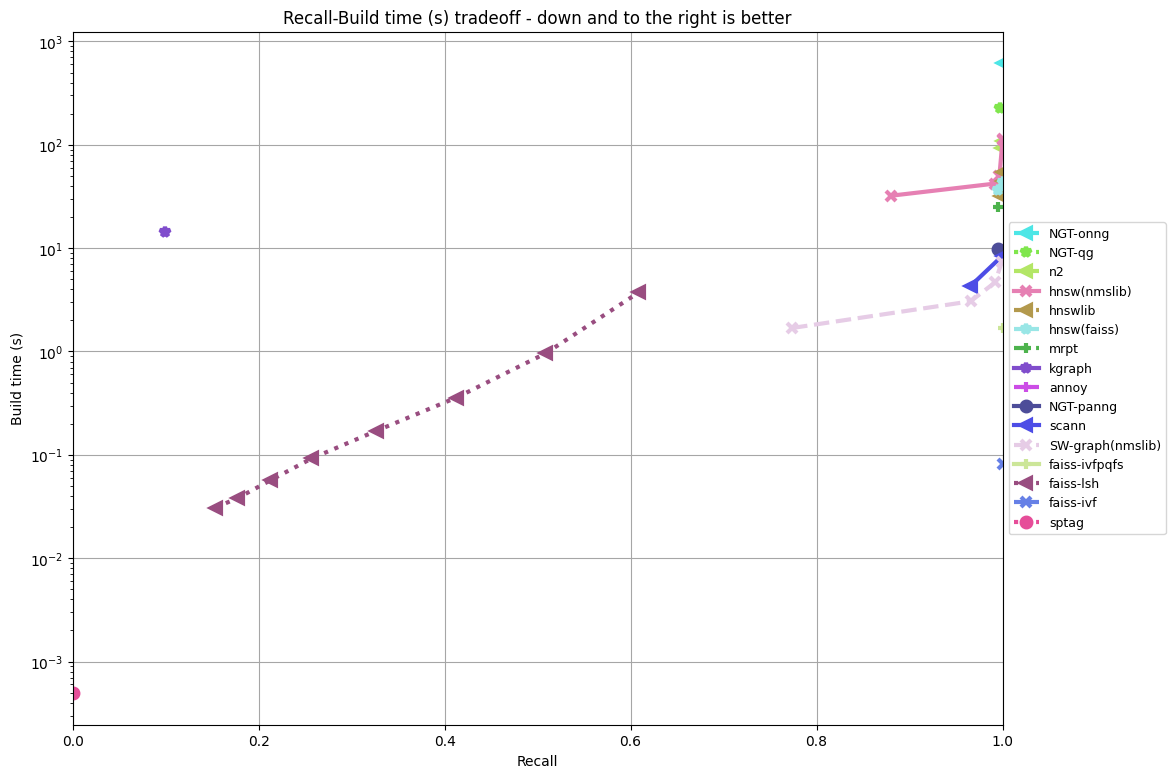 Recall-Build time (s) tradeoff - down and to the right is better
Build time (s)
10³
10²
10¹
10⁰
10⁻¹
10⁻²
10⁻³
0.0 0.2 0.4 0.6 0.8 1.0
Recall
NGT-onng
NGT-qg
n2
hnsw(nmslib)
hnswlib
hnsw(faiss)
mrpt
kgraph
annoy
NGT-panng
scann
SW-graph(nmslib)
faiss-ivfpqfs
faiss-lsh
faiss-ivf
sptag